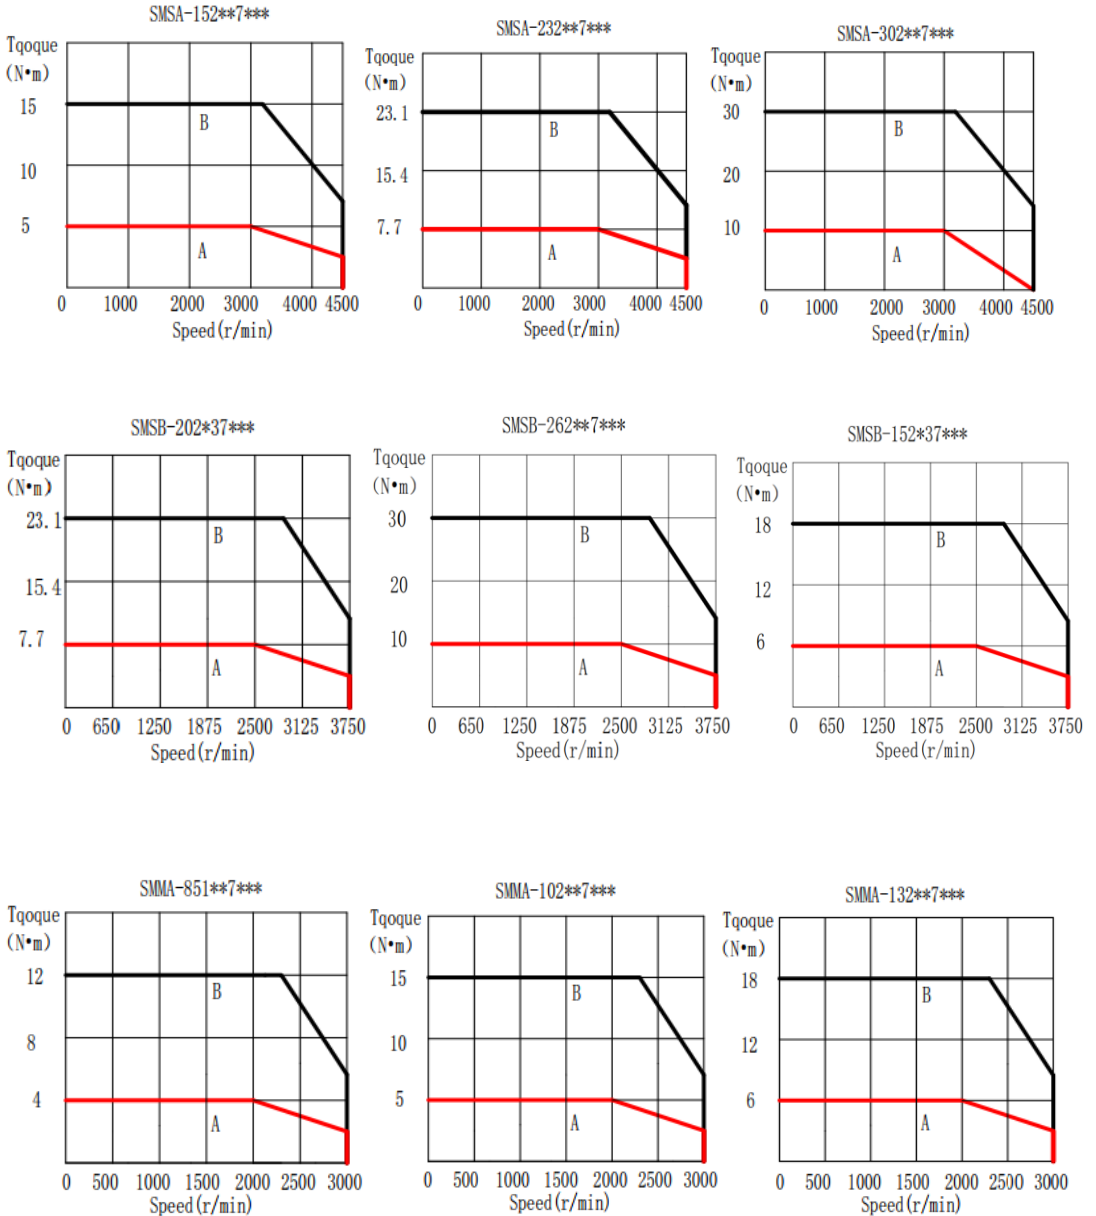 SMSA-152**7***
Tqoque
(N•m)
15
10
5
B
A
0 1000 2000 3000 4000 4500
Speed(r/min)
SMSA-232**7***
Tqoque
(N•m)
23.1
15.4
7.7
B
A
0 1000 2000 3000 4000 4500
Speed(r/min)
SMSA-302**7***
Tqoque
(N•m)
30
20
10
B
A
0 1000 2000 3000 4000 4500
Speed(r/min)
SMSB-202*37***
Tqoque
(N•m)
23.1
15.4
7.7
B
A
0 650 1250 1875 2500 3125 3750
Speed(r/min)
SMSB-262**7***
Tqoque
(N•m)
30
20
10
B
A
0 650 1250 1875 2500 3125 3750
Speed(r/min)
SMSB-152*37***
Tqoque
(N•m)
18
12
6
B
A
0 650 1250 1875 2500 3125 3750
Speed(r/min)
SMMA-851**7***
Tqoque
(N•m)
12
8
4
B
A
0 500 1000 1500 2000 2500 3000
Speed(r/min)
SMMA-102**7***
Tqoque
(N•m)
15
10
5
B
A
0 500 1000 1500 2000 2500 3000
Speed(r/min)
SMMA-132**7***
Tqoque
(N•m)
18
12
6
B
A
0 500 1000 1500 2000 2500 3000
Speed(r/min)